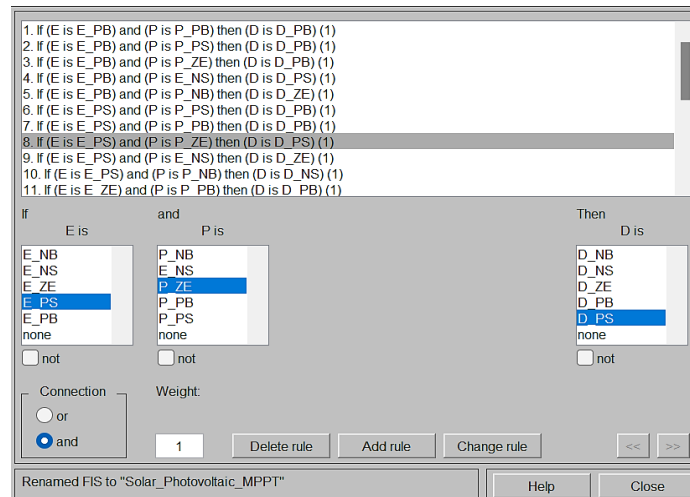 1. If (E is E_PB) and (P is P_PB) then (D is D_PB) (1)
2. If (E is E_PB) and (P is P_PS) then (D is D_PB) (1)
3. If (E is E_PB) and (P is P_ZE) then (D is D_PB) (1)
4. If (E is E_PB) and (P is E_NS) then (D is D_PS) (1)
5. If (E is E_PB) and (P is P_NB) then (D is D_ZE) (1)
6. If (E is E_PS) and (P is P_PS) then (D is D_PB) (1)
7. If (E is E_PS) and (P is P_PB) then (D is D_PB) (1)
8. If (E is E_PS) and (P is P_ZE) then (D is D_PS) (1)
9. If (E is E_PS) and (P is E_NS) then (D is D_ZE) (1)
10. If (E is E_PS) and (P is P_NB) then (D is D_NS) (1)
11. If (E is E_ZE) and (P is P_PB) then (D is D_PB) (1)
If and Then
E is P is D is
E_NB P_NB D_NB
E_NS E_NS D_NS
E_ZE P_ZE D_ZE
E_PS P_PB D_PB
E_PB P_PS D_PS
none none none
not not not
Connection Weight:
or
and 1 Delete rule Add rule Change rule << >>
Renamed FIS to "Solar_Photovoltaic_MPPT" Help Close